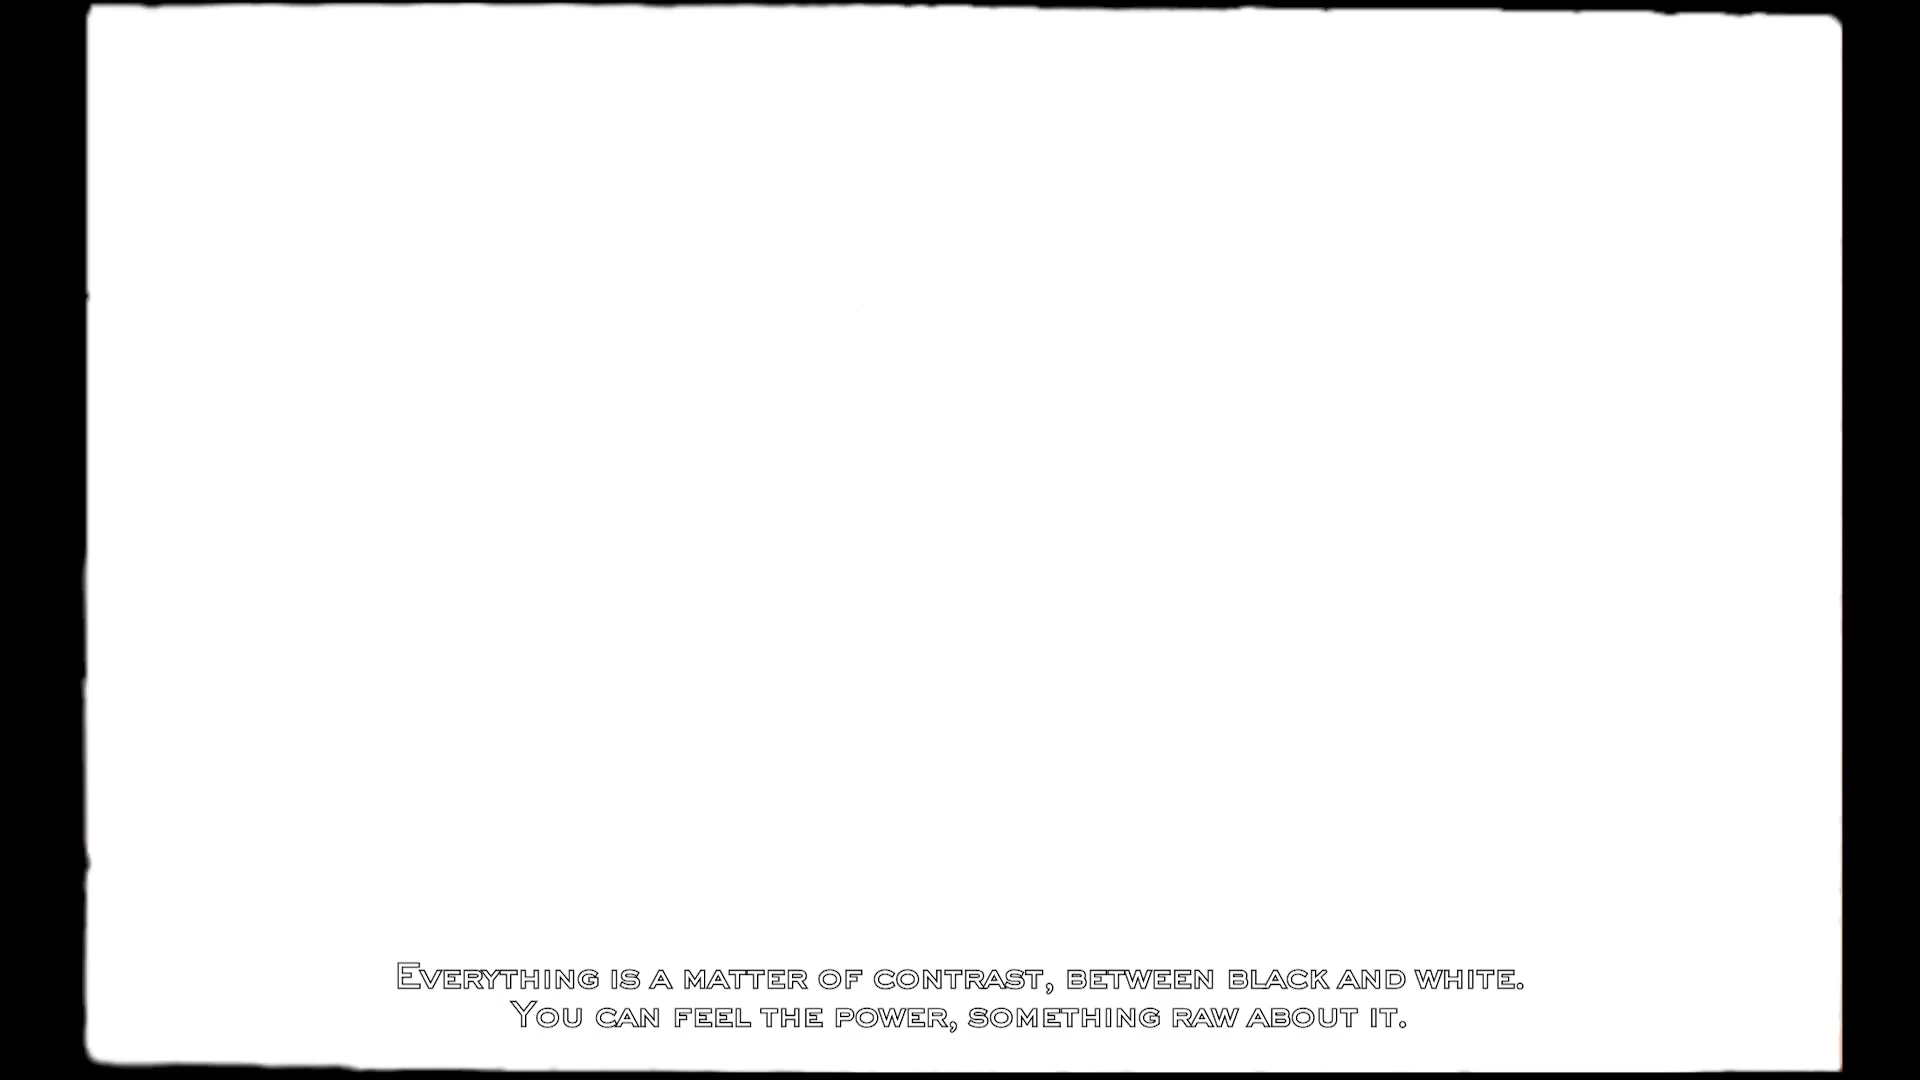 Everything is a matter of contrast, between black and white.
You can feel the power, something raw about it.